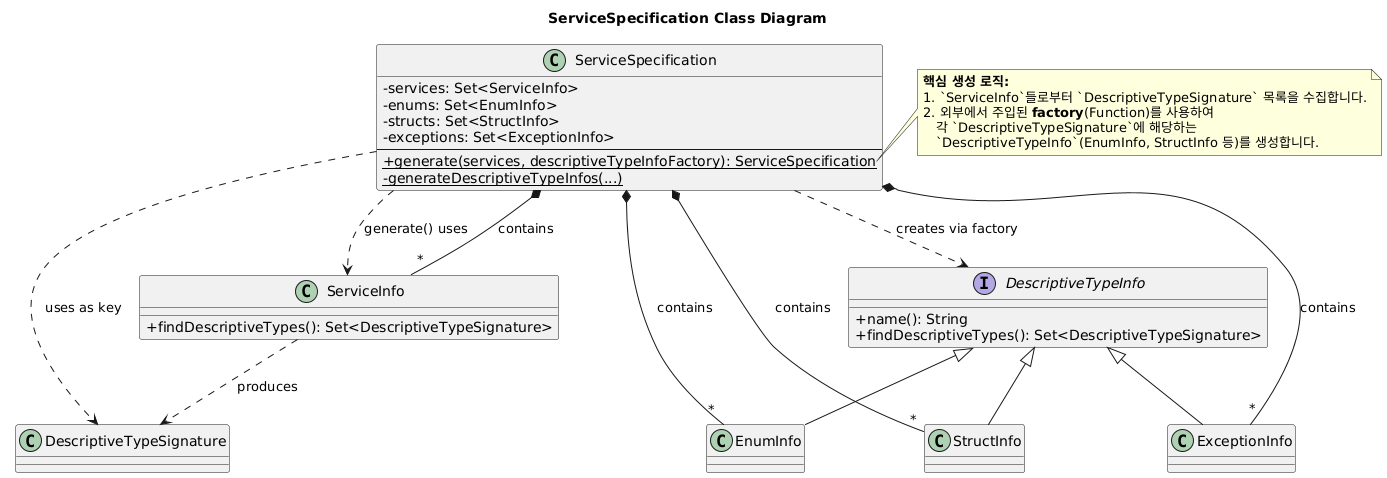 ServiceSpecification Class Diagram
C ServiceSpecification
-services: Set<ServiceInfo>
-enums: Set<EnumInfo>
-structs: Set<StructInfo>
-exceptions: Set<ExceptionInfo>
+generate(services, descriptiveTypeInfoFactory): ServiceSpecification
-generateDescriptiveTypeInfos(...)
핵심 생성 로직:
1. `ServiceInfo`들로부터 `DescriptiveTypeSignature` 목록을 수집합니다.
2. 외부에서 주입된 factory(Function)를 사용하여
각 `DescriptiveTypeSignature`에 해당하는
`DescriptiveTypeInfo`(EnumInfo, StructInfo 등)를 생성합니다.
generate() uses
contains
creates via factory
*
C ServiceInfo
+findDescriptiveTypes(): Set<DescriptiveTypeSignature>
I DescriptiveTypeInfo
+name(): String
+findDescriptiveTypes(): Set<DescriptiveTypeSignature>
uses as key
contains
contains
contains
produces
*
*
*
C DescriptiveTypeSignature
C EnumInfo
C StructInfo
C ExceptionInfo